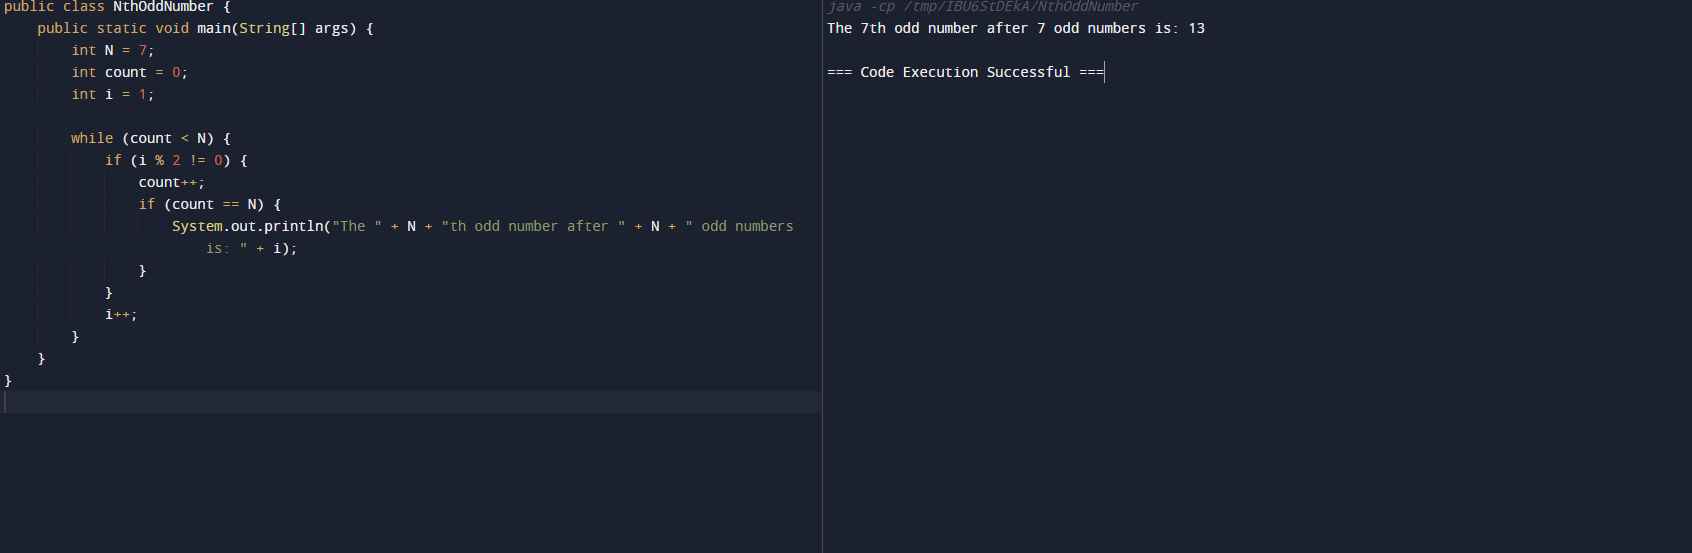 public class NthOddNumber {
    public static void main(String[] args) {
        int N = 7;
        int count = 0;
        int i = 1;

        while (count < N) {
            if (i % 2 != 0) {
                count++;
                if (count == N) {
                    System.out.println("The " + N + "th odd number after " + N + " odd numbers
                        is: " + i);
                }
            }
            i++;
        }
    }
}
java -cp /tmp/IBU6StDEkA/NthOddNumber
The 7th odd number after 7 odd numbers is: 13

=== Code Execution Successful ===